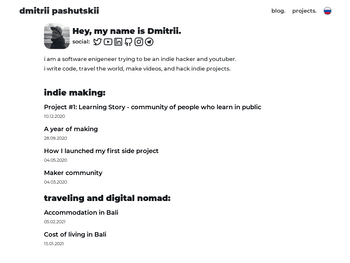 dmitrii pashutskii
blog. projects.
Hey, my name is Dmitrii.
social:
I am a software enigeneer trying to be an indie hacker and youtuber.
I write code, travel the world, make videos, and hack indie projects.
indie making:
Project #1: Learning Story - community of people who learn in public
10.12.2020
A year of making
28.09.2020
How I launched my first side project
04.05.2020
Maker community
04.03.2020
traveling and digital nomad:
Accommodation in Bali
05.02.2021
Cost of living in Bali
15.01.2021